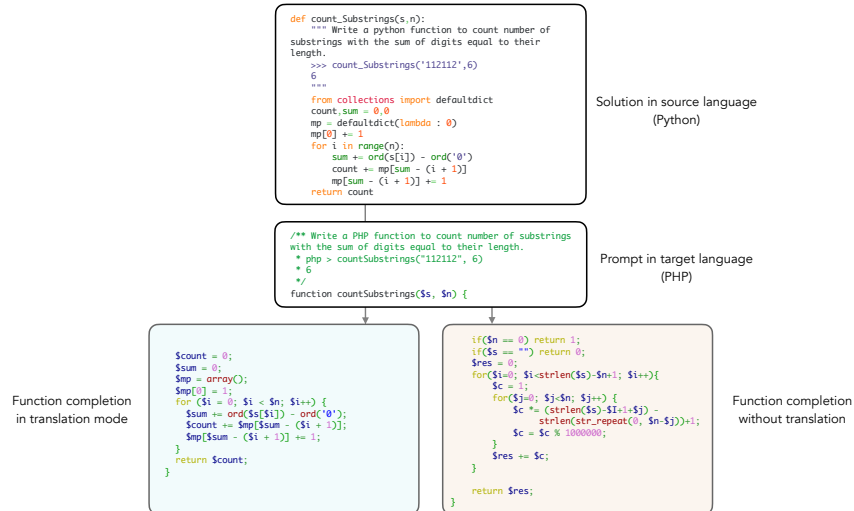 def count_Substrings(s,n):
""" Write a python function to count number of
substrings with the sum of digits equal to their
length.
>>> count_Substrings('112112',6)
6
"""
from collections import defaultdict
count,sum = 0,0
mp = defaultdict(lambda : 0)
mp[0] += 1
for i in range(n):
sum += ord(s[i]) - ord('0')
count += mp[sum - (i + 1)]
mp[sum - (i + 1)] += 1
return count
Solution in source language
(Python)
/** Write a PHP function to count number of substrings
with the sum of digits equal to their length.
* php > countSubstrings("112112", 6)
* 6
*/
function countSubstrings($s, $n) {
Prompt in target language
(PHP)
Function completion
in translation mode
$count = 0;
$sum = 0;
$mp = array();
$mp[0] = 1;
for ($i = 0; $i < $n; $i++) {
$sum += ord($s[$i]) - ord('0');
$count += $mp[$sum - ($i + 1)];
$mp[$sum - ($i + 1)] += 1;
}
return $count;
}
if($n == 0) return 1;
if($s == "") return 0;
$res = 0;
for($i=0; $i<strlen($s)-$n+1; $i++){
$c = 1;
for($j=0; $j<$n; $j++) {
$c *= (strlen($s)-$I+1+$j) -
strlen(str_repeat(0, $n-$j))+1;
$c = $c % 1000000;
}
$res += $c;
}
return $res;
}
Function completion
without translation